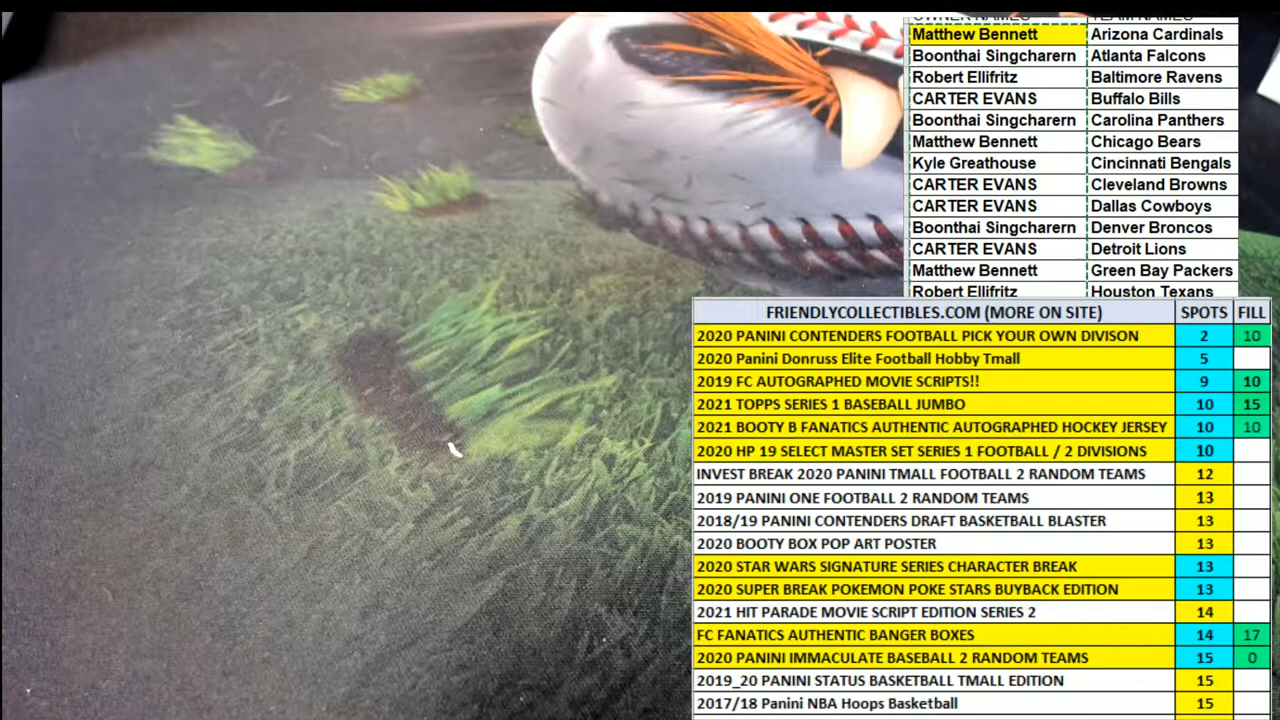 OWNER NAMES TEAM NAMES
Matthew Bennett Arizona Cardinals
Boonthai Singcharern Atlanta Falcons
Robert Ellifritz Baltimore Ravens
CARTER EVANS Buffalo Bills
Boonthai Singcharern Carolina Panthers
Matthew Bennett Chicago Bears
Kyle Greathouse Cincinnati Bengals
CARTER EVANS Cleveland Browns
CARTER EVANS Dallas Cowboys
Boonthai Singcharern Denver Broncos
CARTER EVANS Detroit Lions
Matthew Bennett Green Bay Packers
Robert Ellifritz Houston Texans
FRIENDLYCOLLECTIBLES.COM (MORE ON SITE) SPOTS FILL
2020 PANINI CONTENDERS FOOTBALL PICK YOUR OWN DIVISON 2 10
2020 Panini Donruss Elite Football Hobby Tmall 5
2019 FC AUTOGRAPHED MOVIE SCRIPTS!! 9 10
2021 TOPPS SERIES 1 BASEBALL JUMBO 10 15
2021 BOOTY B FANATICS AUTHENTIC AUTOGRAPHED HOCKEY JERSEY 10 10
2020 HP 19 SELECT MASTER SET SERIES 1 FOOTBALL / 2 DIVISIONS 10
INVEST BREAK 2020 PANINI TMALL FOOTBALL 2 RANDOM TEAMS 12
2019 PANINI ONE FOOTBALL 2 RANDOM TEAMS 13
2018/19 PANINI CONTENDERS DRAFT BASKETBALL BLASTER 13
2020 BOOTY BOX POP ART POSTER 13
2020 STAR WARS SIGNATURE SERIES CHARACTER BREAK 13
2020 SUPER BREAK POKEMON POKE STARS BUYBACK EDITION 13
2021 HIT PARADE MOVIE SCRIPT EDITION SERIES 2 14
FC FANATICS AUTHENTIC BANGER BOXES 14 17
2020 PANINI IMMACULATE BASEBALL 2 RANDOM TEAMS 15 0
2019_20 PANINI STATUS BASKETBALL TMALL EDITION 15
2017/18 Panini NBA Hoops Basketball 15